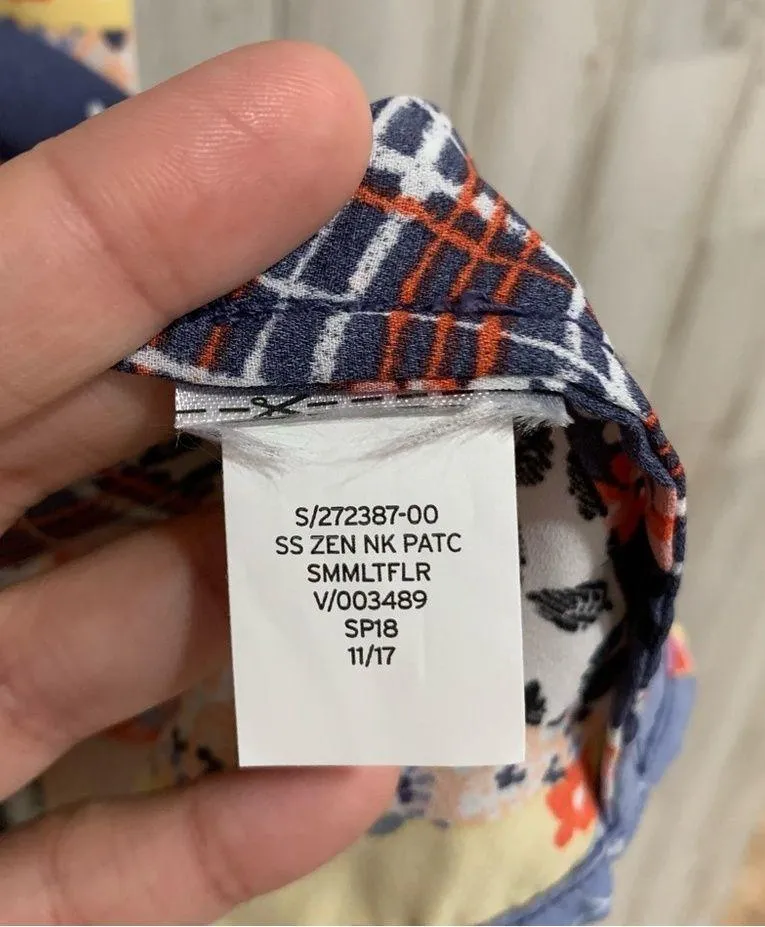 S/272387-00
SS ZEN NK PATC
SMMLTFLR
V/003489
SP18
11/17